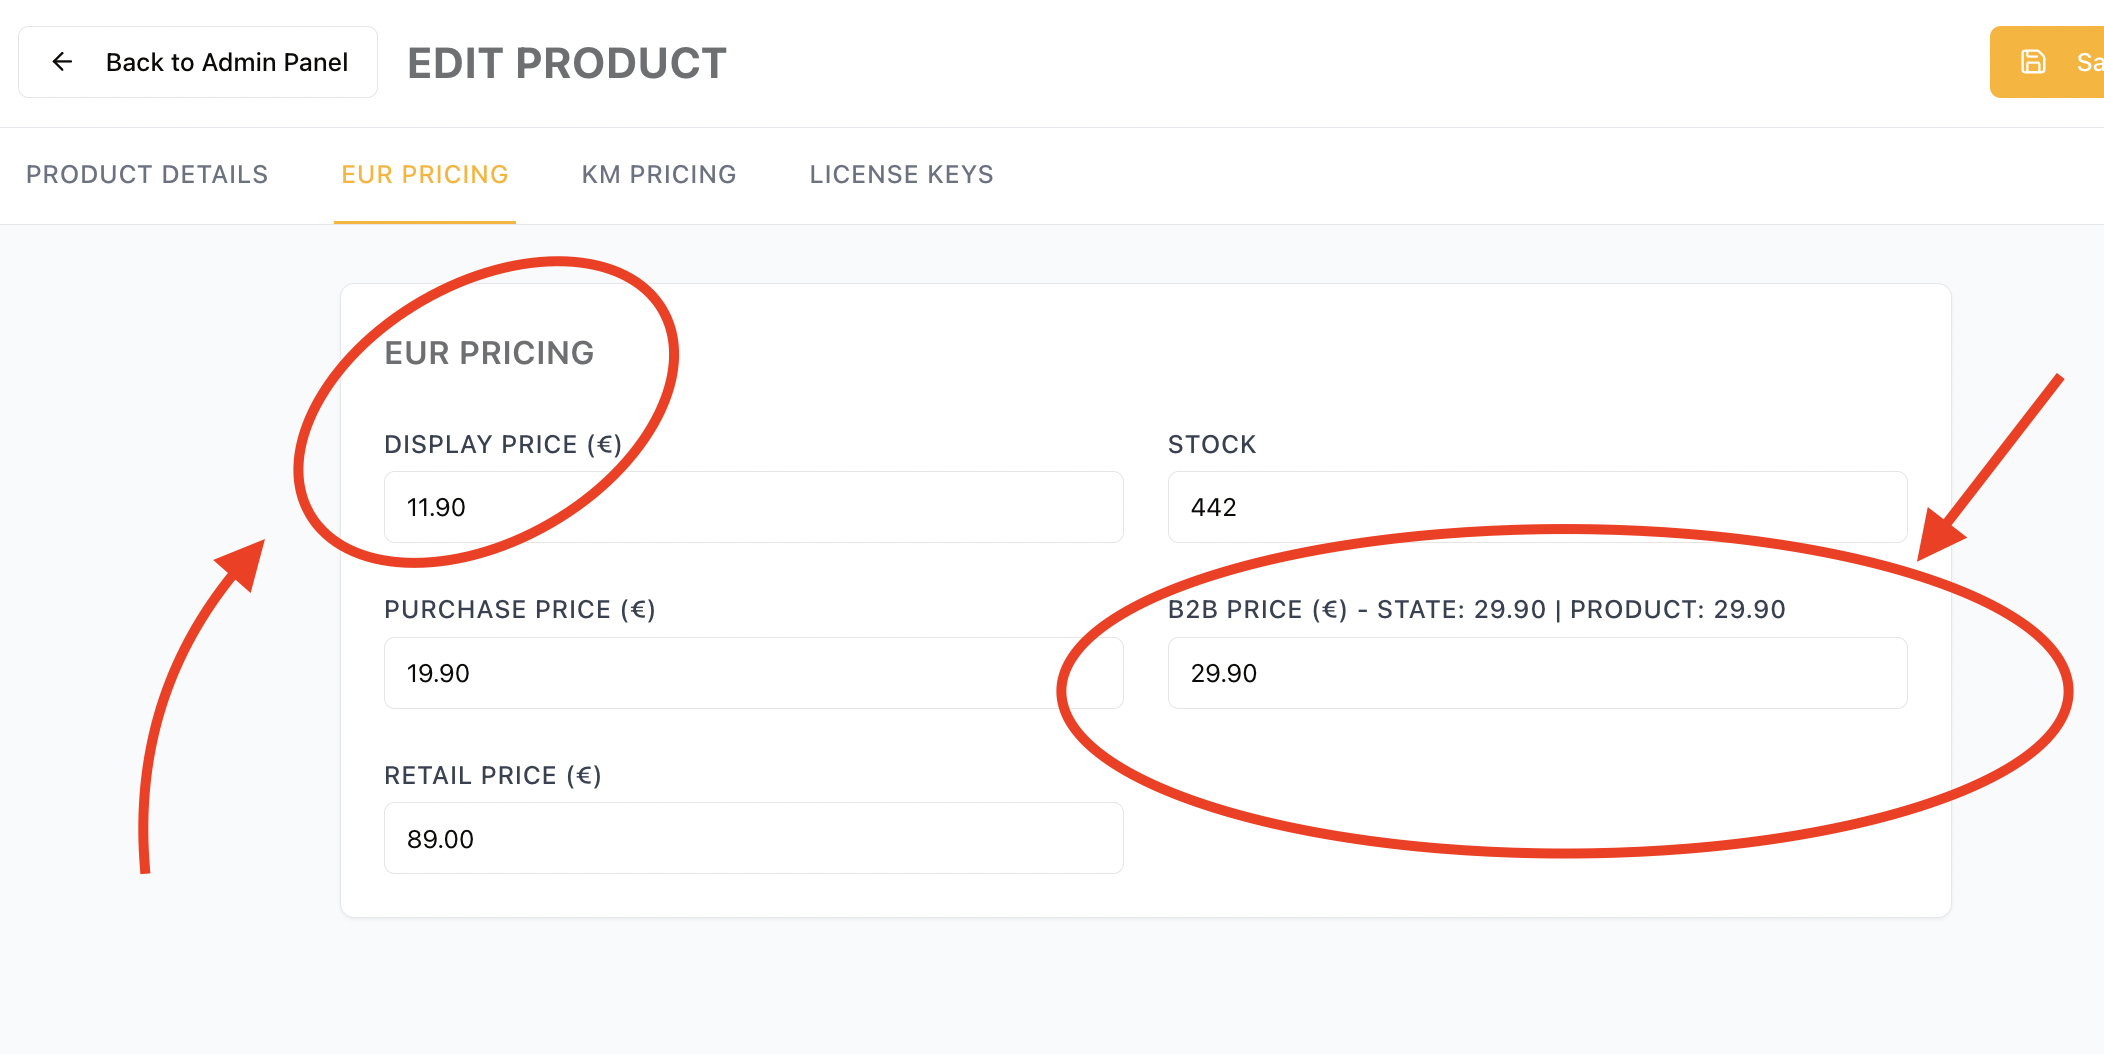 Back to Admin Panel
EDIT PRODUCT
Sa
PRODUCT DETAILS
EUR PRICING
KM PRICING
LICENSE KEYS
EUR PRICING
DISPLAY PRICE (€)
11.90
STOCK
442
PURCHASE PRICE (€)
19.90
B2B PRICE (€) - STATE: 29.90 | PRODUCT: 29.90
29.90
RETAIL PRICE (€)
89.00